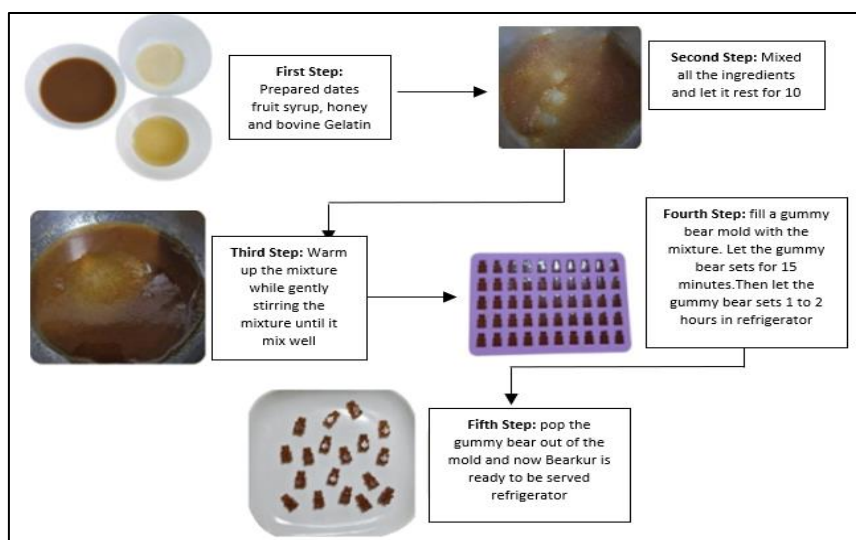 First Step:
Prepared dates
fruit syrup, honey
and bovine Gelatin
Second Step: Mixed
all the ingredients
and let it rest for 10
Third Step: Warm
up the mixture
while gently
stirring the
mixture until it
mix well
Fourth Step: fill a gummy
bear mold with the
mixture. Let the gummy
bear sets for 15
minutes.Then let the
gummy bear sets 1 to 2
hours in refrigerator
Fifth Step: pop the
gummy bear out of the
mold and now Bearkur is
ready to be served
refrigerator